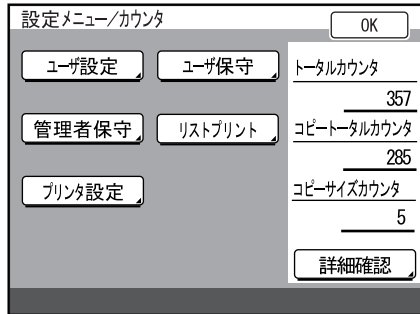 設定メニュー/カウンタ
OK
ユーザ設定
ユーザ保守
管理者保守
リストプリント
プリンタ設定
トータルカウンタ
357
コピートータルカウンタ
285
コピーサイズカウンタ
5
詳細確認